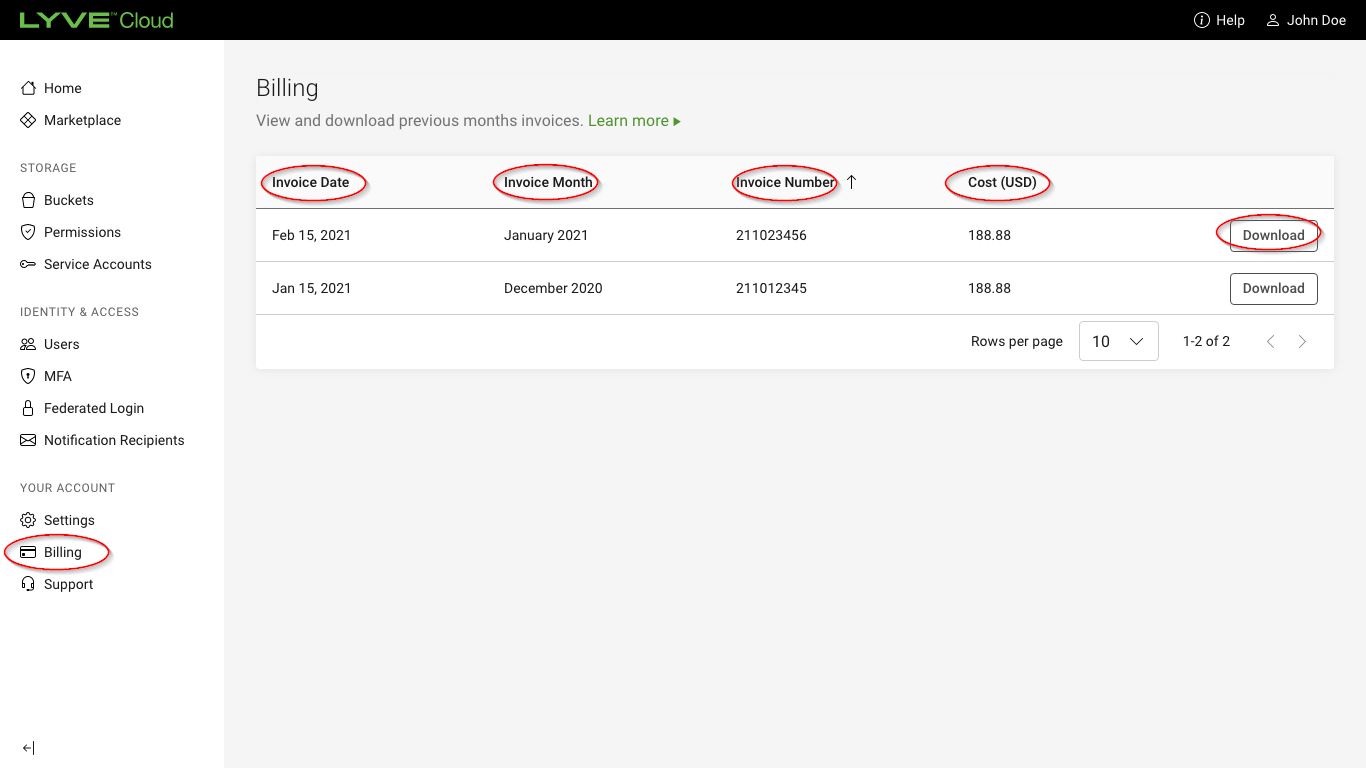 LYVE™ Cloud
Help
John Doe
Home
Marketplace
STORAGE
Buckets
Permissions
Service Accounts
IDENTITY & ACCESS
Users
MFA
Federated Login
Notification Recipients
YOUR ACCOUNT
Settings
Billing
Support
Billing
View and download previous months invoices. Learn more
Invoice Date Invoice Month Invoice Number Cost (USD)
Feb 15, 2021 January 2021 211023456 188.88 Download
Jan 15, 2021 December 2020 211012345 188.88 Download
Rows per page 10 1-2 of 2